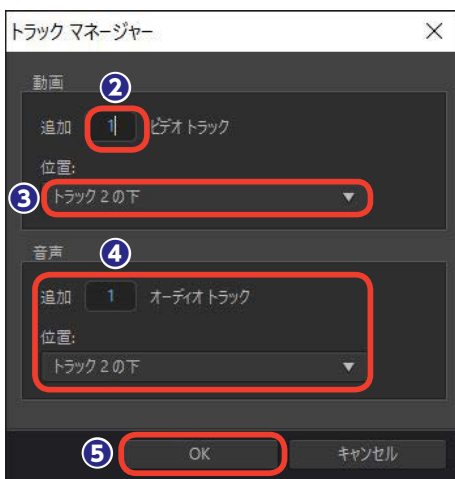 トラック マネージャー
動画
②
追加 1 ビデオ トラック
位置:
③ トラック 2 の下
音声 ④
追加 1 オーディオ トラック
位置:
トラック 2 の下
⑤ OK キャンセル